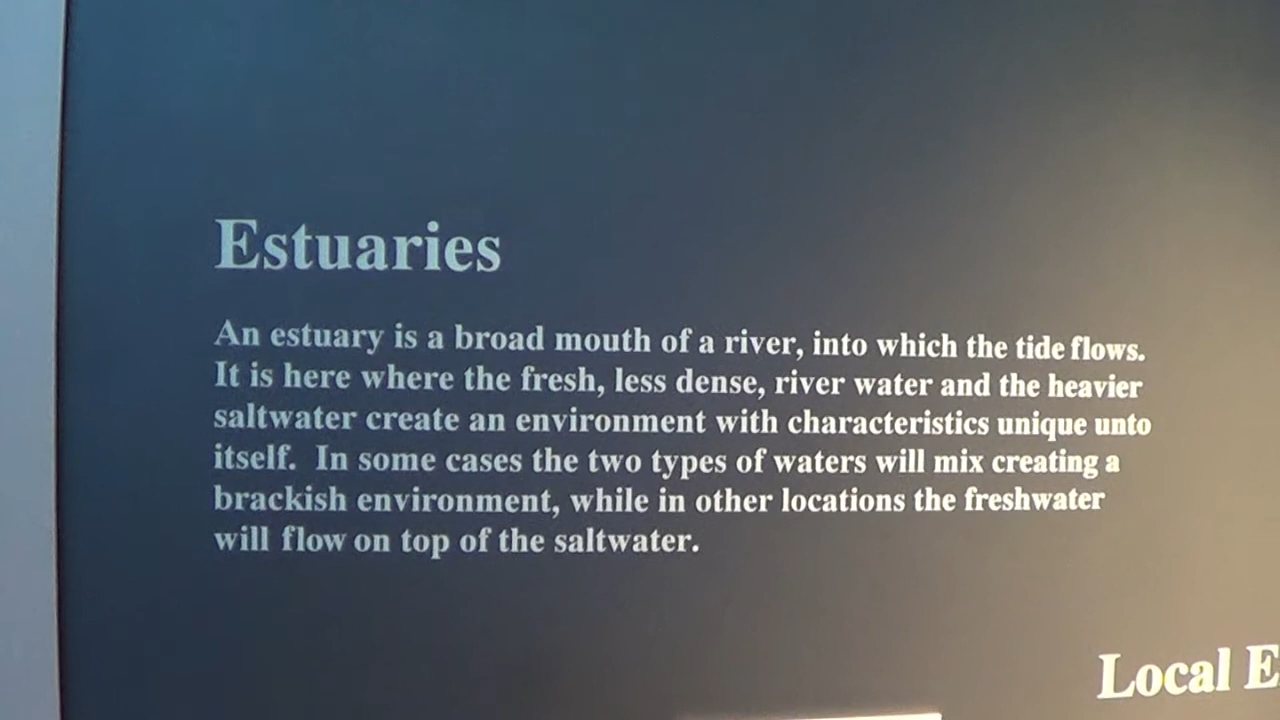 Estuaries
An estuary is a broad mouth of a river, into which the tide flows.
It is here where the fresh, less dense, river water and the heavier
saltwater create an environment with characteristics unique unto
itself. In some cases the two types of waters will mix creating a
brackish environment, while in other locations the freshwater
will flow on top of the saltwater.
Local E